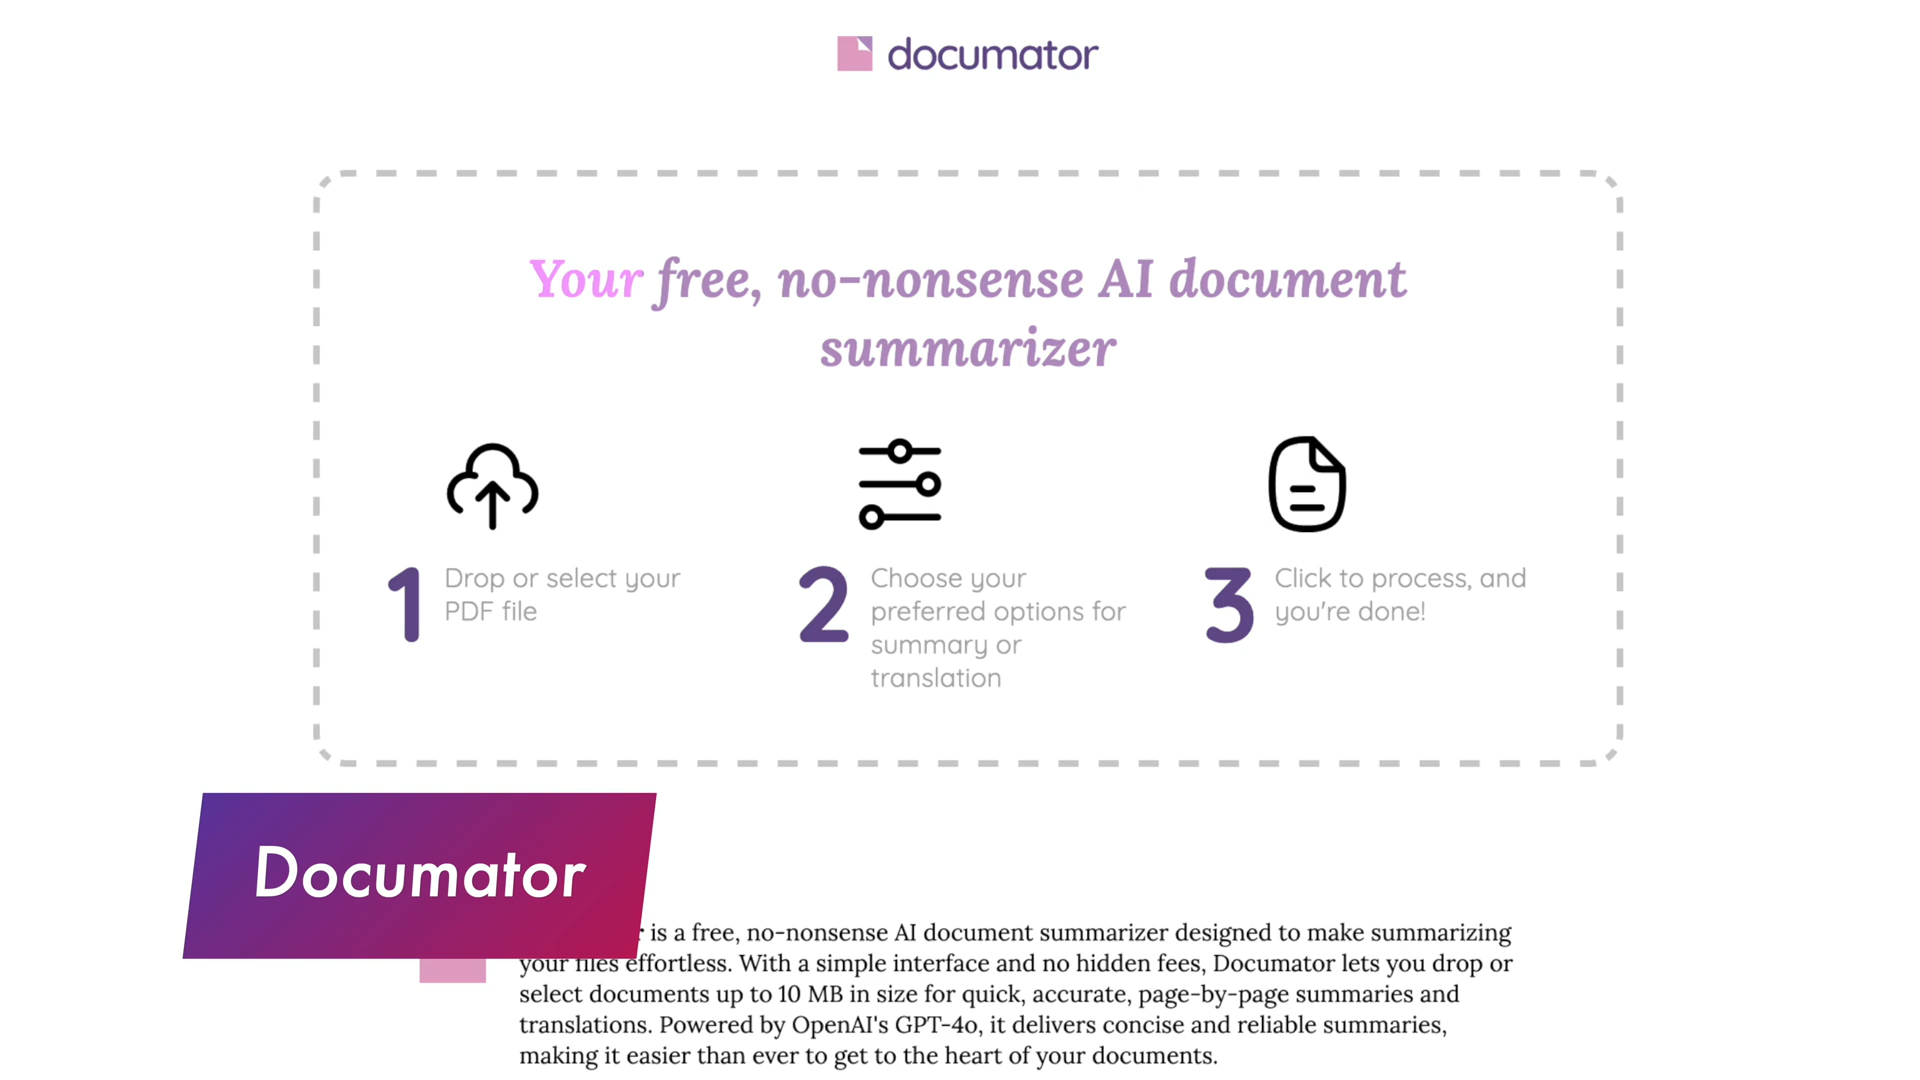 documator
Your free, no-nonsense AI document
summarizer
1 Drop or select your
PDF file
2 Choose your
preferred options for
summary or
translation
3 Click to process, and
you're done!
Documator
is a free, no-nonsense AI document summarizer designed to make summarizing
your files effortless. With a simple interface and no hidden fees, Documator lets you drop or
select documents up to 10 MB in size for quick, accurate, page-by-page summaries and
translations. Powered by OpenAI's GPT-4o, it delivers concise and reliable summaries,
making it easier than ever to get to the heart of your documents.